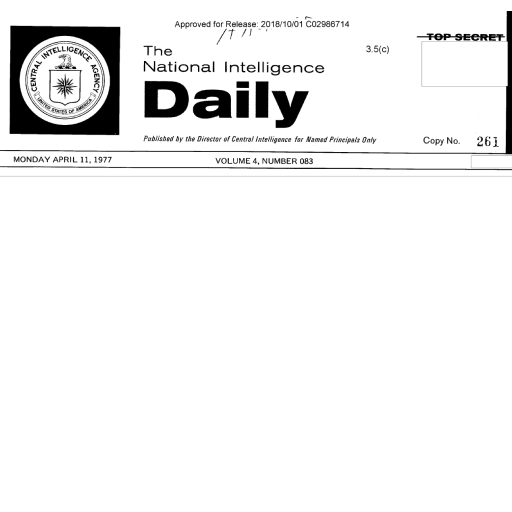 Approved for Release: 2018/10/01 C02986714
TOP SECRET
3.5(c)
The
National Intelligence
Daily
CENTRAL INTELLIGENCE AGENCY
UNITED STATES OF AMERICA
Published by the Director of Central Intelligence for Named Principals Only
Copy No. 261
MONDAY APRIL 11, 1977
VOLUME 4, NUMBER 083